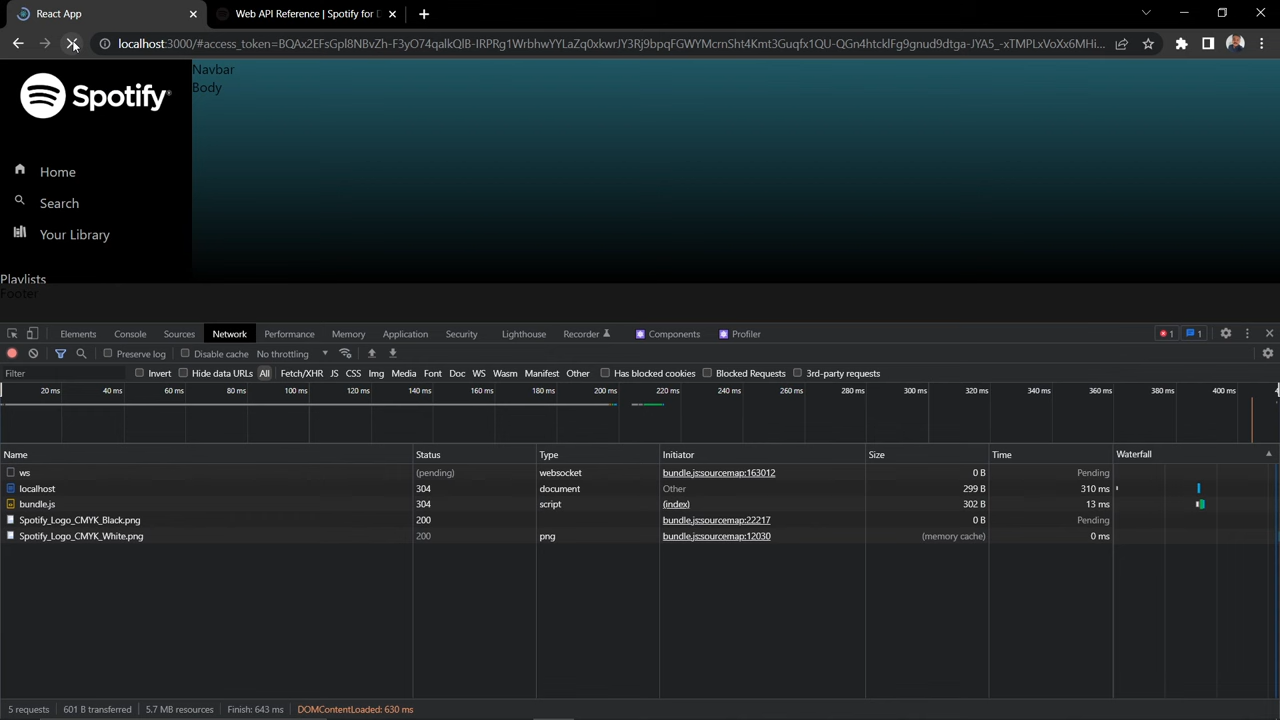 React App
Web API Reference | Spotify for D
localhost:3000/#access_token=BQAx2EFsGpl8NBvZh-F3yO74qalkQlB-IRPRg1WrbhwYYLaZq0xkwrJY3Rj9bpqFGWYMcrnSht4Kmt3Guqfx1QU-QGn4htcklFg9gnud9dtga-JYA5_-xTMPLxVoXx6MHi...
Spotify®
Navbar
Body
Home
Search
Your Library
Playlists
Footer
Elements Console Sources Network Performance Memory Application Security Lighthouse Recorder Components Profiler 1 1
Preserve log Disable cache No throttling
Filter Invert Hide data URLs All Fetch/XHR JS CSS Img Media Font Doc WS Wasm Manifest Other Has blocked cookies Blocked Requests 3rd-party requests
20 ms 40 ms 60 ms 80 ms 100 ms 120 ms 140 ms 160 ms 180 ms 200 ms 220 ms 240 ms 260 ms 280 ms 300 ms 320 ms 340 ms 360 ms 380 ms 400 ms 4
Name Status Type Initiator Size Time Waterfall
ws (pending) websocket bundle.js:sourcemap:163012 0 B Pending
localhost 304 document Other 299 B 310 ms
bundle.js 304 script (index) 302 B 13 ms
Spotify_Logo_CMYK_Black.png 200 bundle.js:sourcemap:22217 0 B Pending
Spotify_Logo_CMYK_White.png 200 png bundle.js:sourcemap:12030 (memory cache) 0 ms
5 requests 601 B transferred 5.7 MB resources Finish: 643 ms DOMContentLoaded: 630 ms